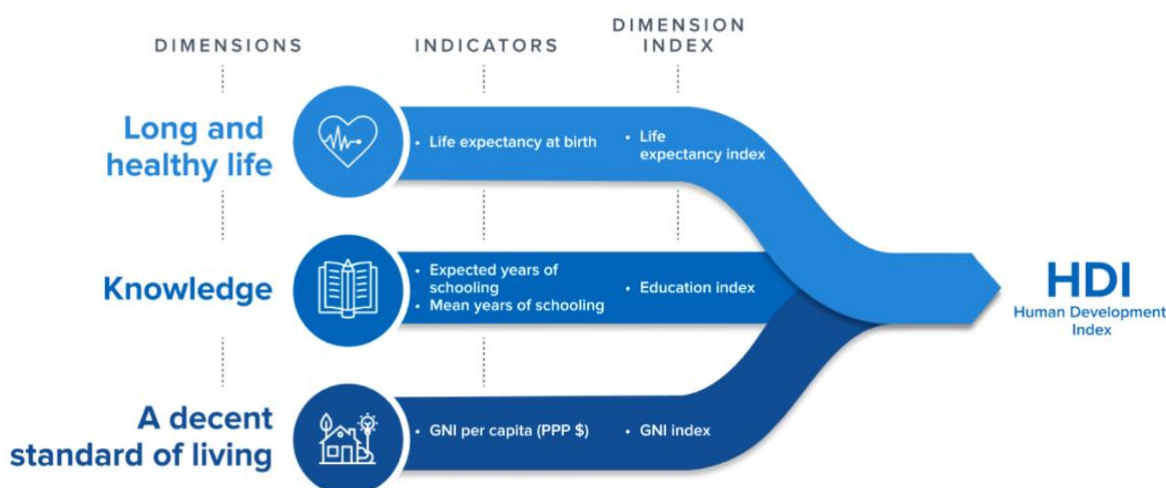 DIMENSIONS
INDICATORS
DIMENSION
INDEX
Long and
healthy life
• Life expectancy at birth
• Life
expectancy index
Knowledge
• Expected years of
schooling
• Mean years of schooling
• Education index
A decent
standard of living
• GNI per capita (PPP $)
• GNI index
HDI
Human Development
Index